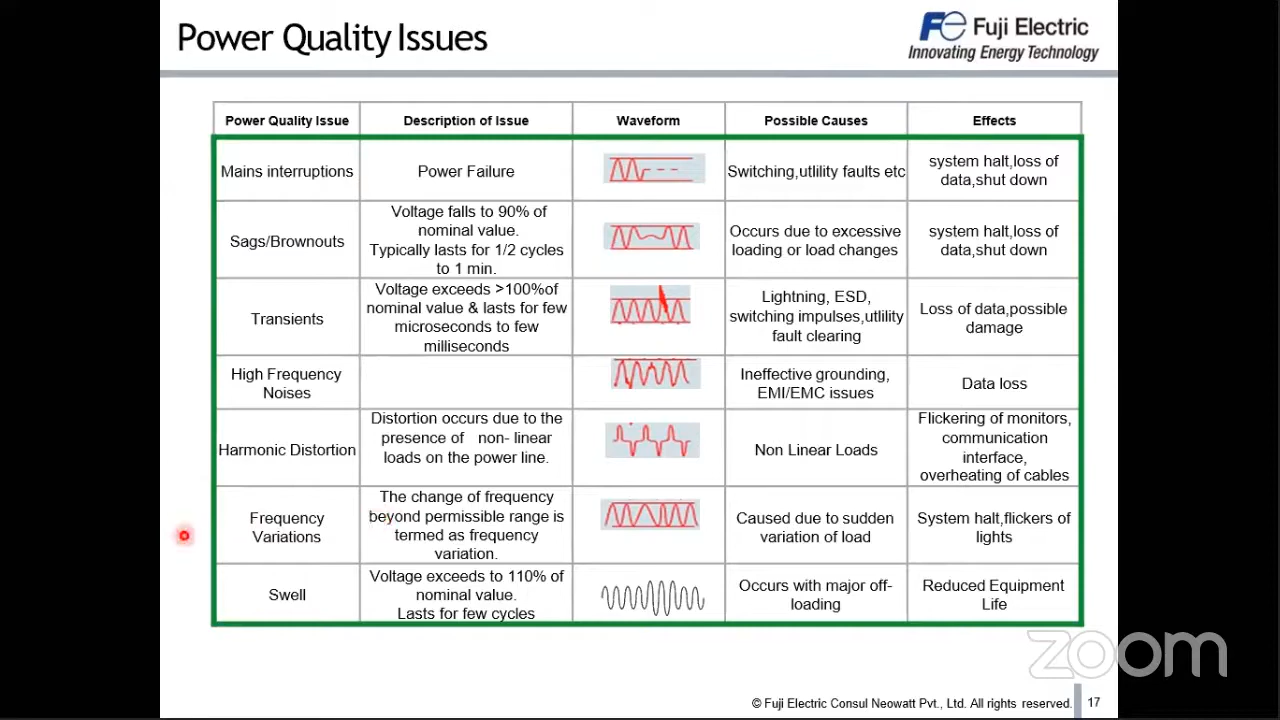 Power Quality Issues
Fe Fuji Electric
Innovating Energy Technology
Power Quality Issue
Description of Issue
Waveform
Possible Causes
Effects
Mains interruptions
Power Failure
Switching,utlility faults etc
system halt,loss of
data,shut down
Sags/Brownouts
Voltage falls to 90% of
nominal value.
Typically lasts for 1/2 cycles
to 1 min.
Occurs due to excessive
loading or load changes
system halt,loss of
data,shut down
Transients
Voltage exceeds >100%of
nominal value & lasts for few
microseconds to few
milliseconds
Lightning, ESD,
switching impulses,utlility
fault clearing
Loss of data,possible
damage
High Frequency
Noises
Ineffective grounding,
EMI/EMC issues
Data loss
Harmonic Distortion
Distortion occurs due to the
presence of non- linear
loads on the power line.
Non Linear Loads
Flickering of monitors,
communication
interface,
overheating of cables
Frequency
Variations
The change of frequency
beyond permissible range is
termed as frequency
variation.
Caused due to sudden
variation of load
System halt,flickers of
lights
Swell
Voltage exceeds to 110% of
nominal value.
Lasts for few cycles
Occurs with major off-
loading
Reduced Equipment
Life
zoom
© Fuji Electric Consul Neowatt Pvt., Ltd. All rights reserved.
17